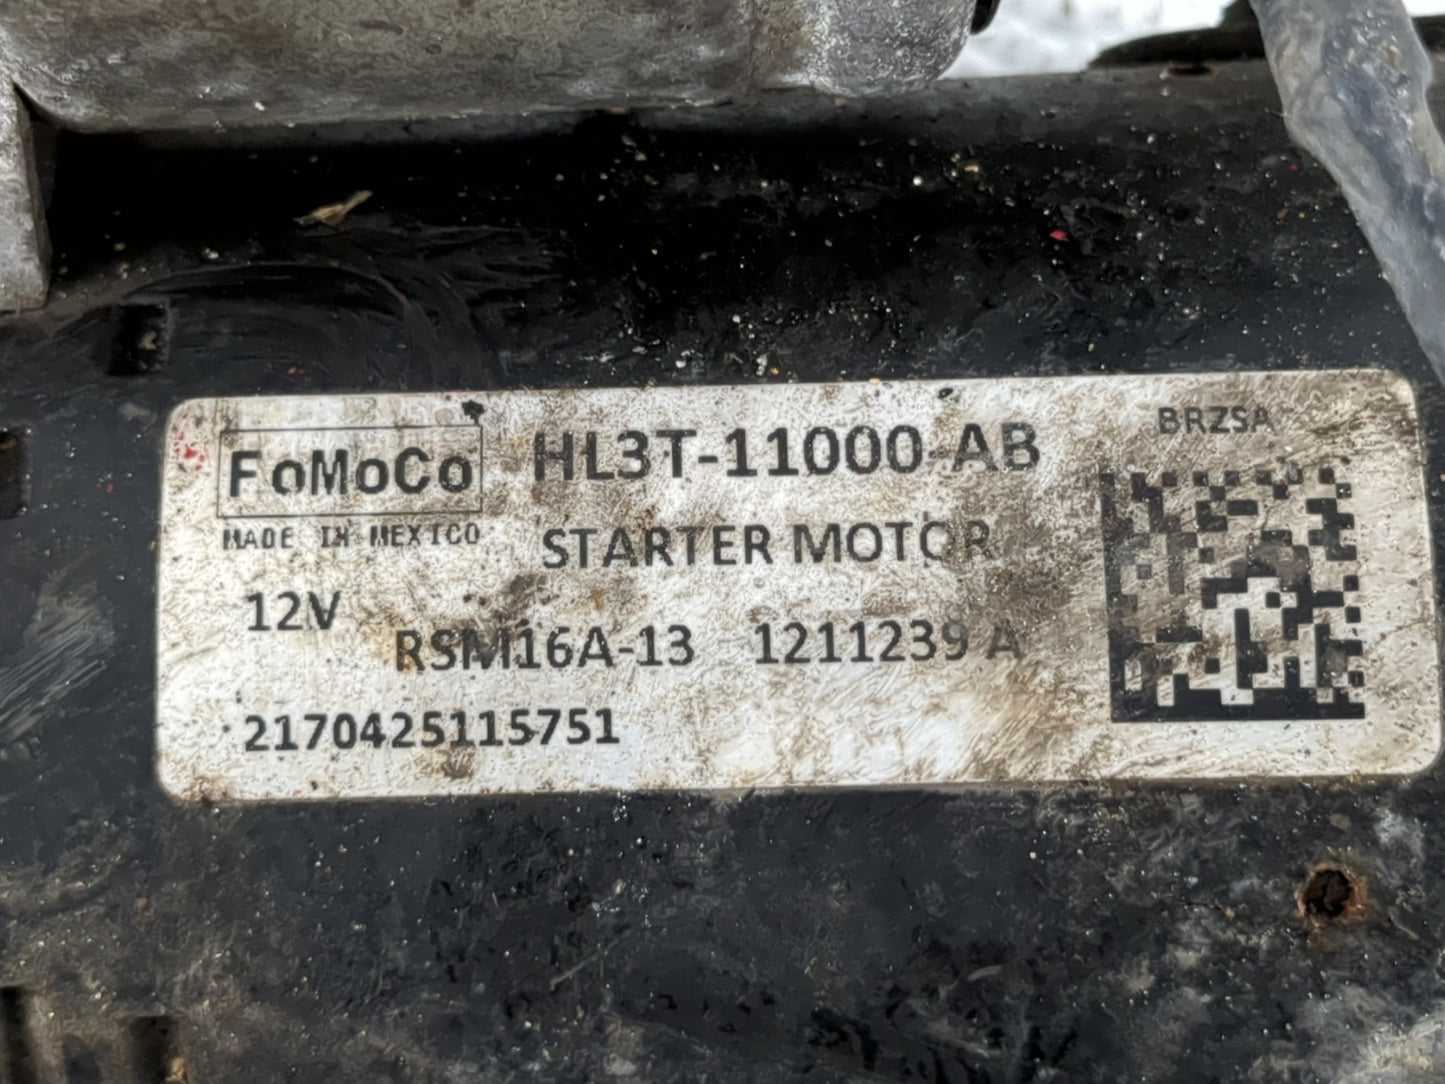 FoMoCo
MADE IN MEXICO
HL3T-11000-AB
BRZSA
STARTER MOTOR
12V
RSM16A-13 1211239 A
2170425115751